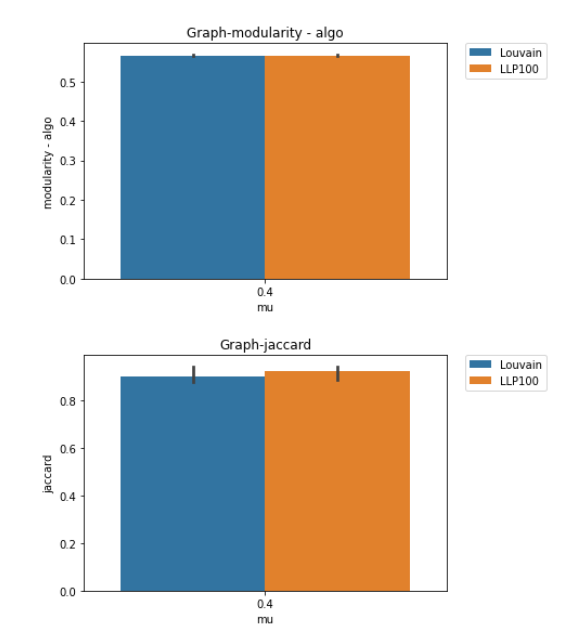 Graph-modularity - algo
Louvain
LLP100
modularity - algo
0.5
0.4
0.3
0.2
0.1
0.0
0.4
mu
Graph-jaccard
Louvain
LLP100
jaccard
0.8
0.6
0.4
0.2
0.0
0.4
mu